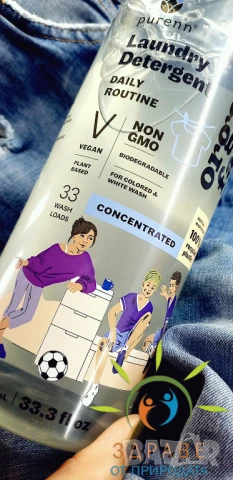 purenn
Laundry
Detergent
DAILY
ROUTINE
V
VEGAN
PLANT
BASED
NON
GMO
BIODEGRADABLE
FOR COLORED &
WHITE WASH
33
WASH
LOADS
CONCENTRATED
33.3 fl oz
ЗДРАВЕ
ОТ ПРИРОДАТА
BAZAR